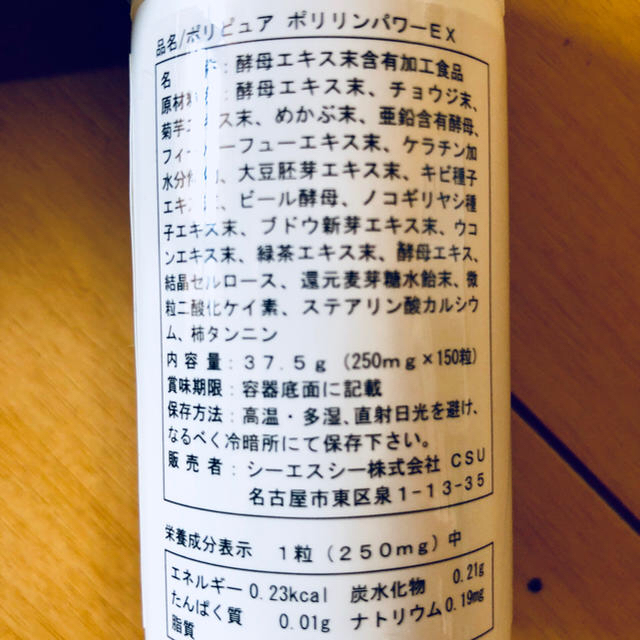 品名/ポリピュア ポリリンパワーEX
名 :酵母エキス末含有加工食品
原材料 :酵母エキス末、チョウジ末、
菊芋エキス末、めかぶ末、亜鉛含有酵母、
フィーバーフューエキス末、ケラチン加
水分解物、大豆胚芽エキス末、キビ種子
エキス末、ビール酵母、ノコギリヤシ種
子エキス末、ブドウ新芽エキス末、ウコ
ンエキス末、緑茶エキス末、酵母エキス、
結晶セルロース、還元麦芽糖水飴末、微
粒二酸化ケイ素、ステアリン酸カルシウ
ム、柿タンニン
内容量:37.5g(250mg×150粒)
賞味期限:容器底面に記載
保存方法:高温・多湿、直射日光を避け、
なるべく冷暗所にて保存下さい。
販売者:シーエスシー株式会社 CSU
名古屋市東区泉1-13-35
栄養成分表示 1粒(250mg)中
エネルギー 0.23kcal 炭水化物 0.21g
たんぱく質 0.01g ナトリウム 0.19mg
脂質